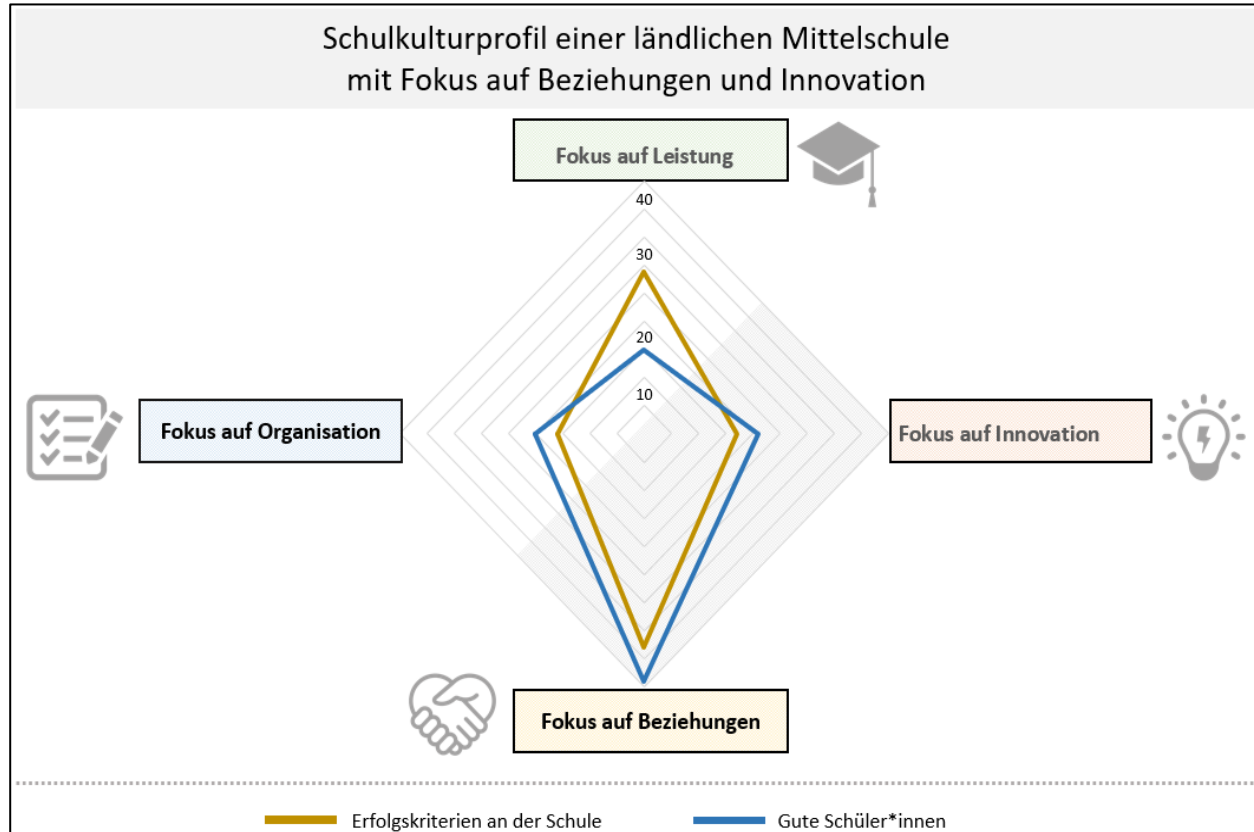 Schulkulturprofil einer ländlichen Mittelschule
mit Fokus auf Beziehungen und Innovation
Fokus auf Leistung
40
30
20
10
Fokus auf Organisation
Fokus auf Innovation
Fokus auf Beziehungen
Erfolgskriterien an der Schule
Gute Schüler*innen